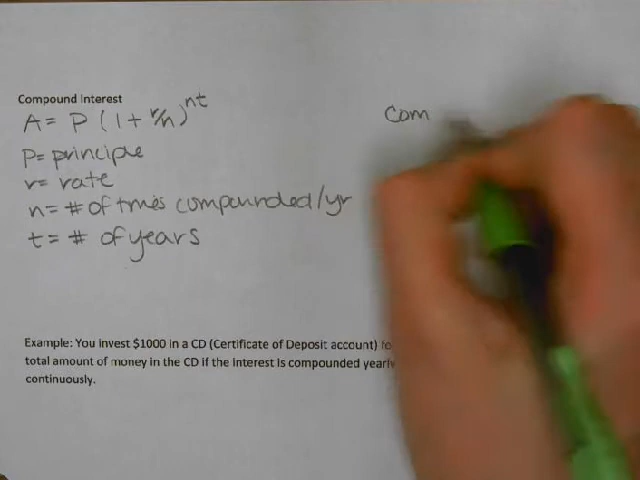 Compound Interest
A = P (1 + r/n)^nt
P = principle
r = rate
n = # of times compounded/yr
t = # of years
Com
Example: You invest $1000 in a CD (Certificate of Deposit account)
total amount of money in the CD if the interest is compounded yearly
continuously.